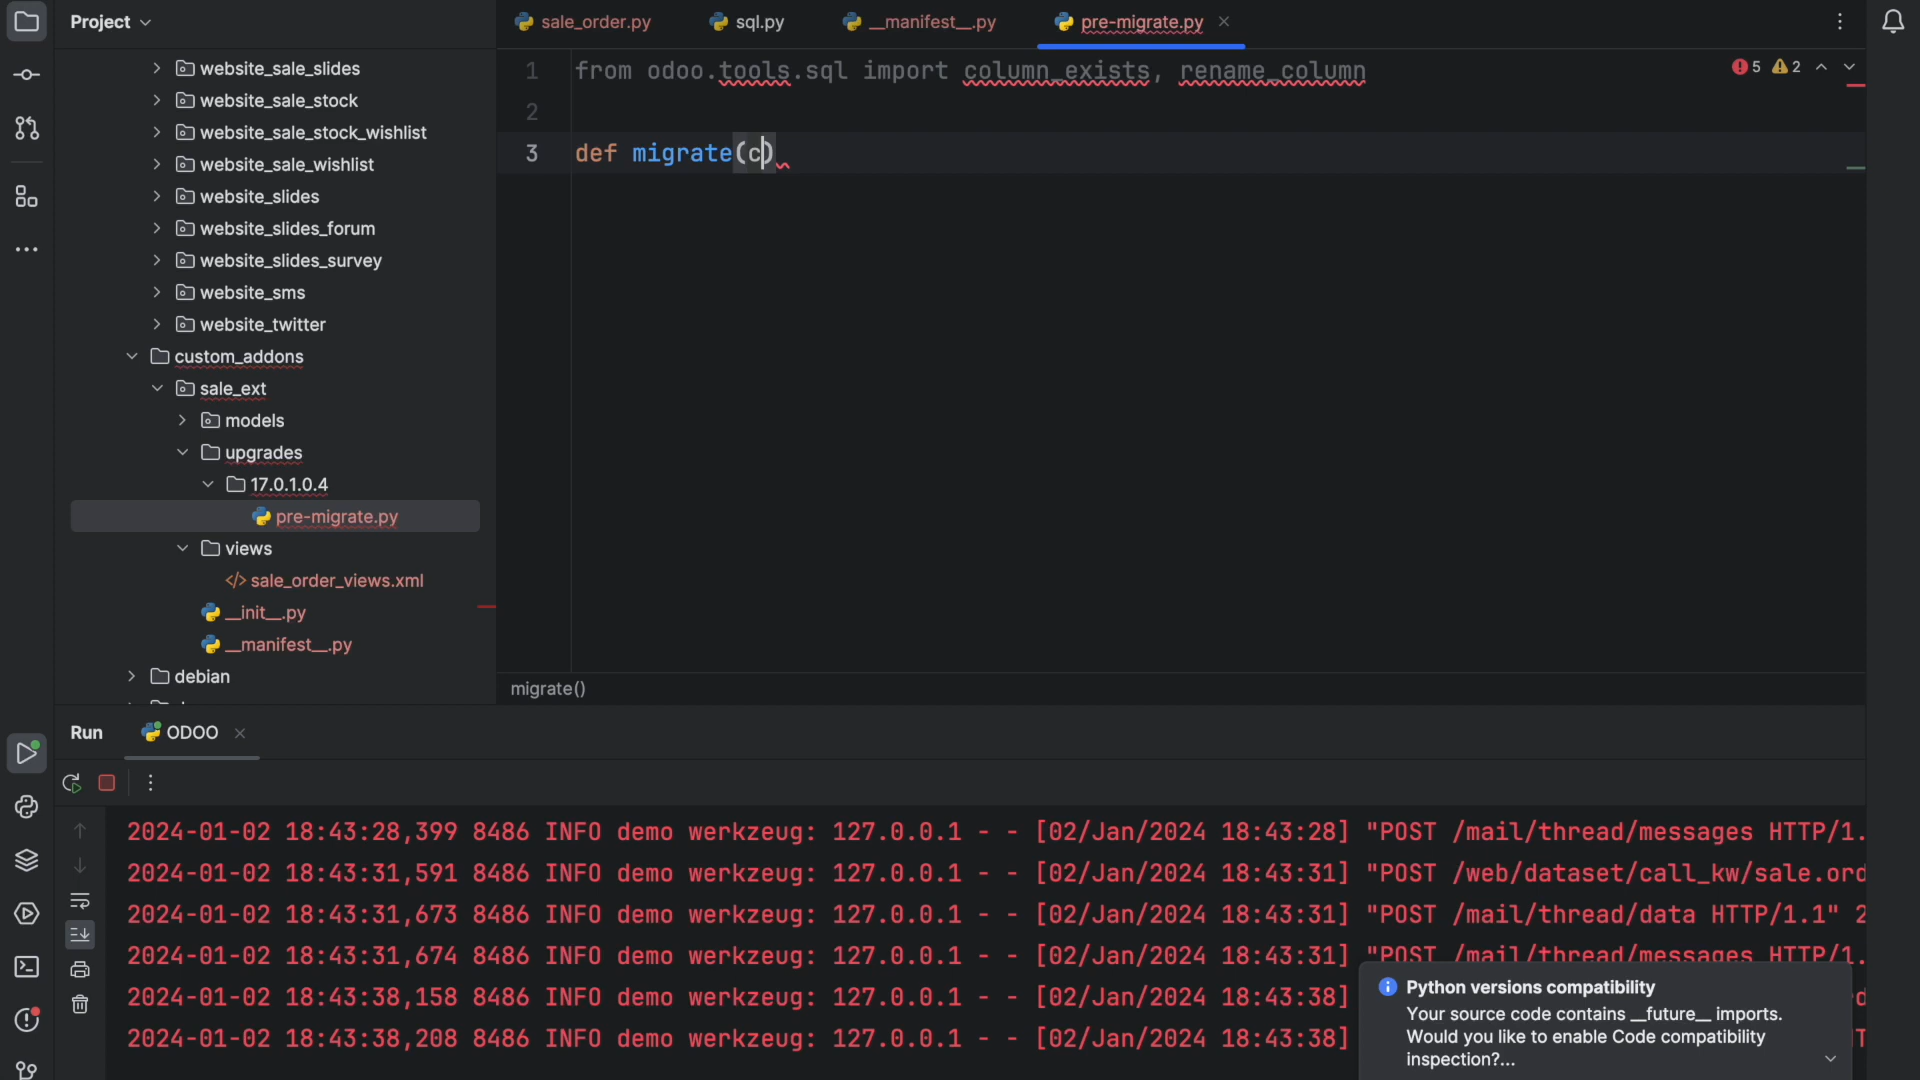 Project
sale_order.py
sql.py
__manifest__.py
pre-migrate.py
website_sale_slides
website_sale_stock
website_sale_stock_wishlist
website_sale_wishlist
website_slides
website_slides_forum
website_slides_survey
website_sms
website_twitter
custom_addons
sale_ext
models
upgrades
17.0.1.0.4
pre-migrate.py
views
</> sale_order_views.xml
__init__.py
__manifest__.py
debian
1 from odoo.tools.sql import column_exists, rename_column
5 2
2
3 def migrate(c)
migrate()
Run
ODOO
2024-01-02 18:43:28,399 8486 INFO demo werkzeug: 127.0.0.1 - - [02/Jan/2024 18:43:28] "POST /mail/thread/messages HTTP/1.
2024-01-02 18:43:31,591 8486 INFO demo werkzeug: 127.0.0.1 - - [02/Jan/2024 18:43:31] "POST /web/dataset/call_kw/sale.ord
2024-01-02 18:43:31,673 8486 INFO demo werkzeug: 127.0.0.1 - - [02/Jan/2024 18:43:31] "POST /mail/thread/data HTTP/1.1" 2
2024-01-02 18:43:31,674 8486 INFO demo werkzeug: 127.0.0.1 - - [02/Jan/2024 18:43:31] "POST /mail/thread/messages HTTP/1.
2024-01-02 18:43:38,158 8486 INFO demo werkzeug: 127.0.0.1 - - [02/Jan/2024 18:43:38]
2024-01-02 18:43:38,208 8486 INFO demo werkzeug: 127.0.0.1 - - [02/Jan/2024 18:43:38]
Python versions compatibility
Your source code contains __future__ imports.
Would you like to enable Code compatibility
inspection?...